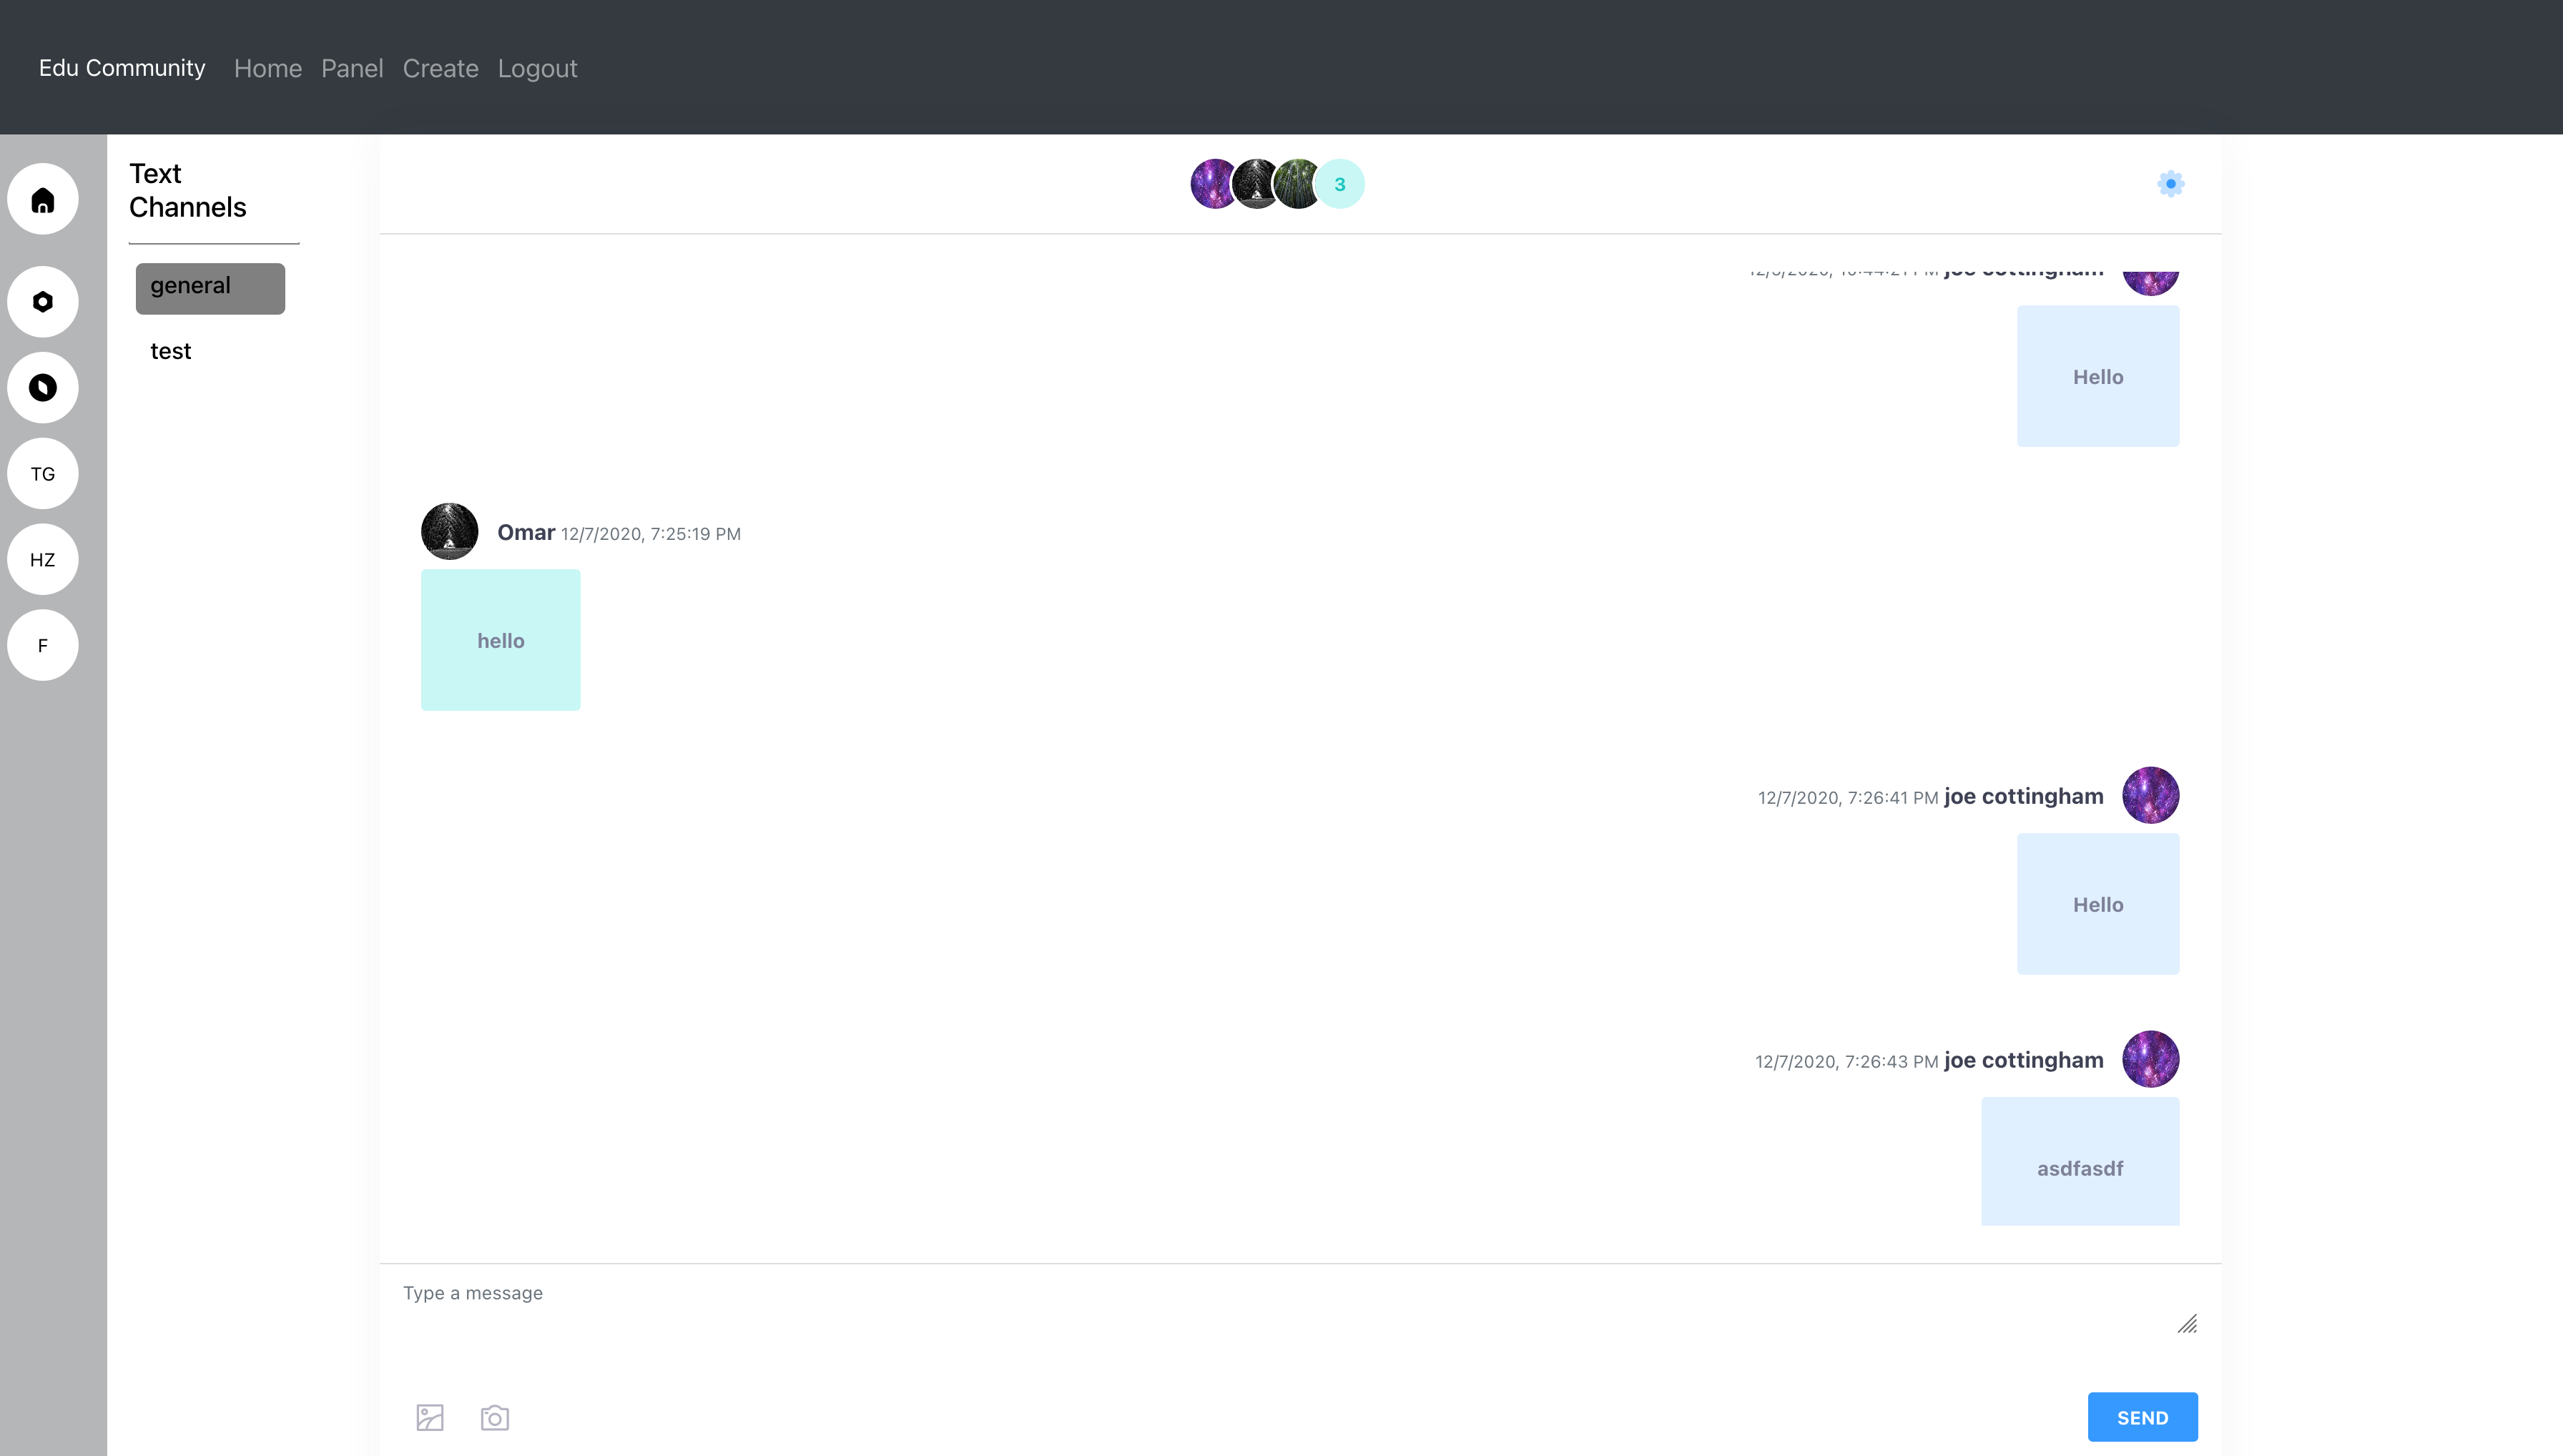 Edu Community Home Panel Create Logout
Text
Channels
general
test
TG
HZ
F
3
joe cottingham
Hello
Omar 12/7/2020, 7:25:19 PM
hello
12/7/2020, 7:26:41 PM joe cottingham
Hello
12/7/2020, 7:26:43 PM joe cottingham
asdfasdf
Type a message
SEND